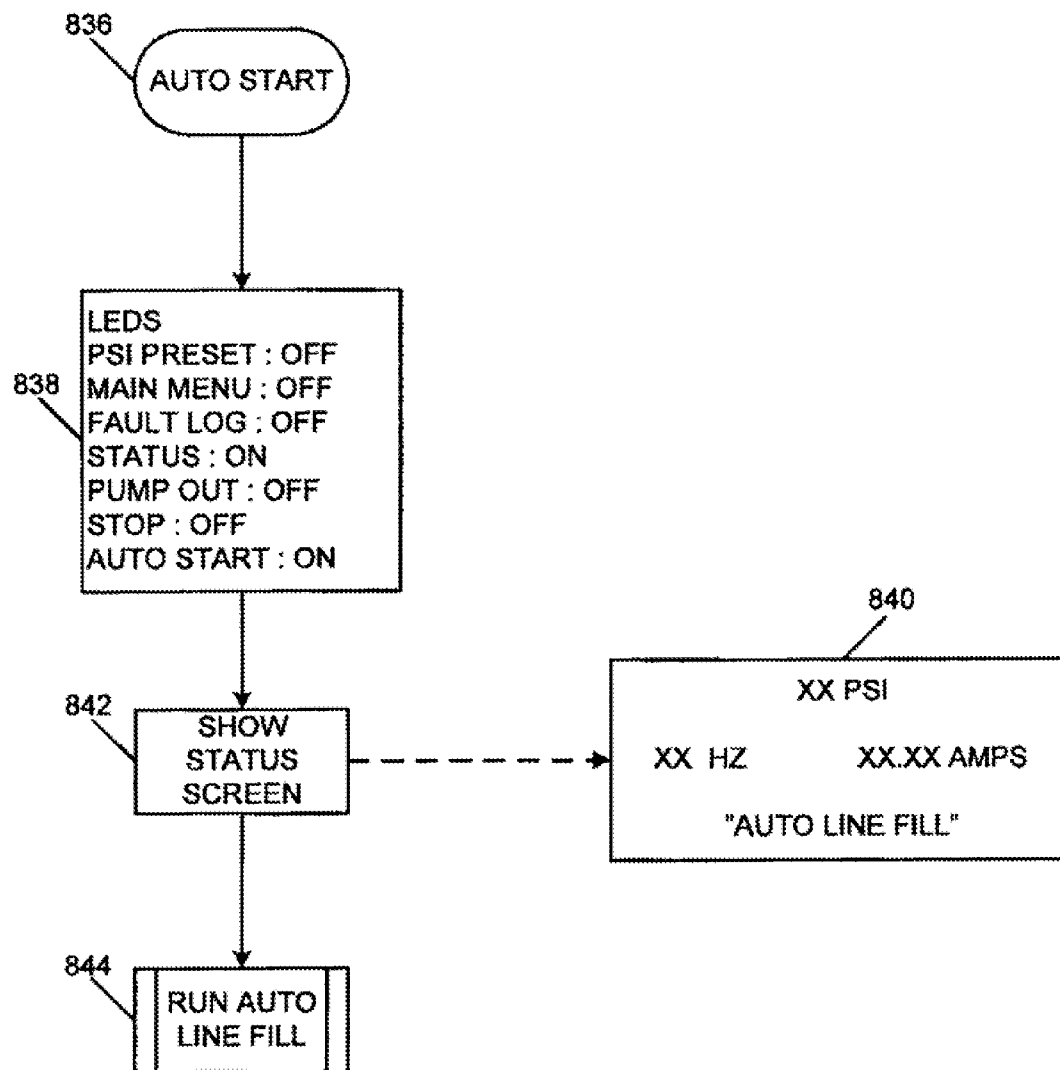 836
AUTO START
LEDS
PSI PRESET : OFF
MAIN MENU : OFF
838
FAULT LOG : OFF
STATUS : ON
PUMP OUT : OFF
STOP : OFF
AUTO START : ON
840
XX PSI
842
SHOW
STATUS
SCREEN
XX HZ XX.XX AMPS
"AUTO LINE FILL"
844
RUN AUTO
LINE FILL